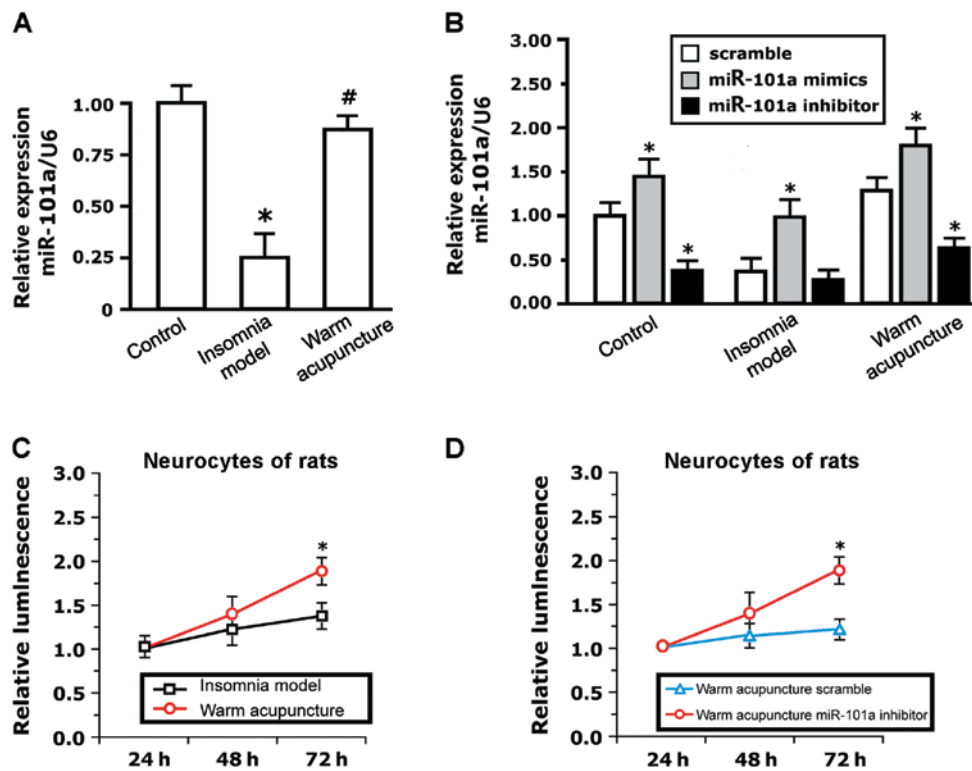 A
Relative expression
miR-101a/U6
1.00
0.75
0.50
0.25
0
*
#
Control
Insomnia
model
Warm
acupuncture
B
Relative expression
miR-101a/U6
3.00
2.50
2.00
1.50
1.00
0.50
0.00
scramble
miR-101a mimics
miR-101a inhibitor
*
*
*
*
*
Control
Insomnia
model
Warm
acupuncture
C
Neurocytes of rats
Relative luminescence
3.0
2.5
2.0
1.5
1.0
0.5
0.0
*
Insomnia model
Warm acupuncture
24 h 48 h 72 h
D
Neurocytes of rats
Relative luminescence
3.0
2.5
2.0
1.5
1.0
0.5
0.0
*
Warm acupuncture scramble
Warm acupuncture miR-101a inhibitor
24 h 48 h 72 h